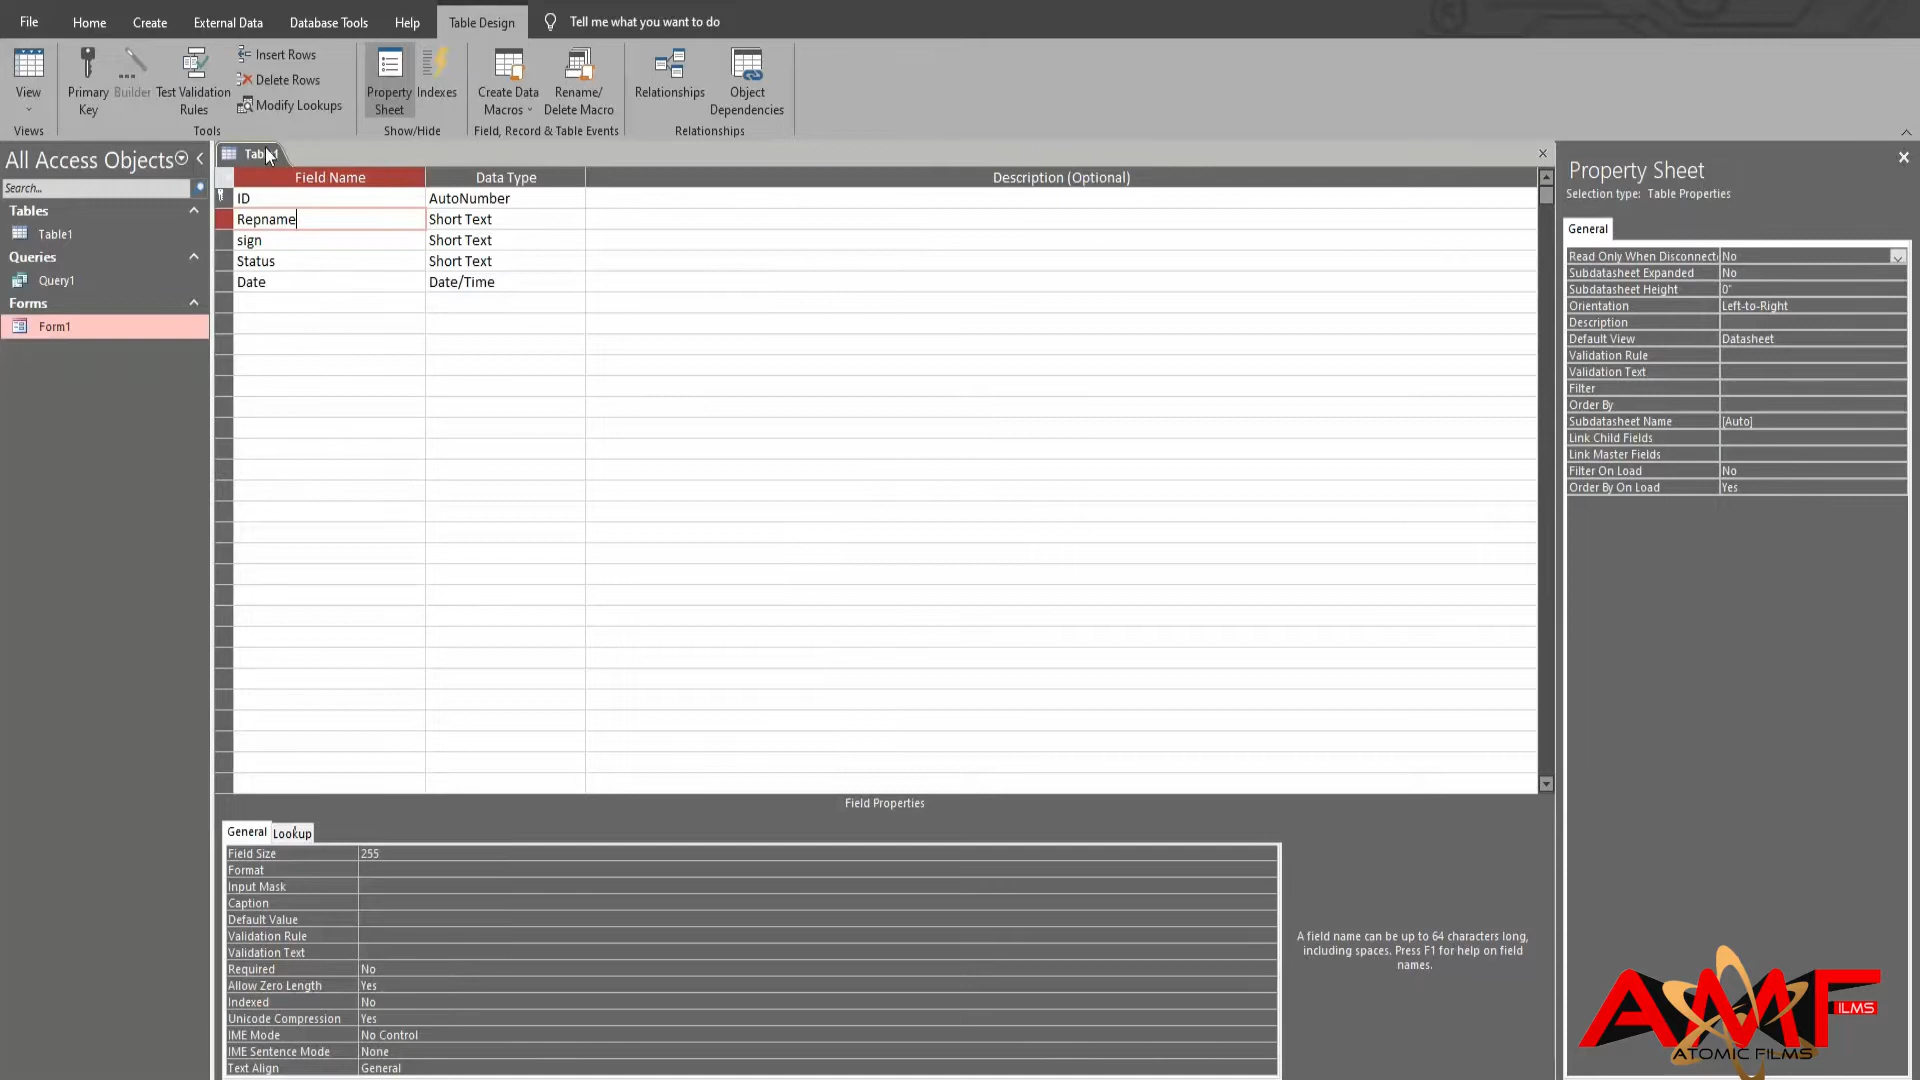 File Home Create External Data Database Tools Help Table Design Tell me what you want to do
View
Primary Key
Builder
Test Validation Rules
Insert Rows
Delete Rows
Modify Lookups
Property Sheet
Indexes
Create Data Macros
Rename/ Delete Macro
Relationships
Object Dependencies
Views Tools Show/Hide Field, Record & Table Events Relationships
All Access Objects
Search...
Tables
Table1
Queries
Query1
Forms
Form1
Field Name Data Type Description (Optional)
ID AutoNumber
Repname Short Text
sign Short Text
Status Short Text
Date Date/Time
Field Properties
General Lookup
Field Size 255
Format
Input Mask
Caption
Default Value
Validation Rule
Validation Text
Required No
Allow Zero Length Yes
Indexed No
Unicode Compression Yes
IME Mode No Control
IME Sentence Mode None
Text Align General
A field name can be up to 64 characters long,
including spaces. Press F1 for help on field
names.
Property Sheet
Selection type: Table Properties
General
Read Only When Disconnect No
Subdatasheet Expanded No
Subdatasheet Height 0"
Orientation Left-to-Right
Description
Default View Datasheet
Validation Rule
Validation Text
Filter
Order By
Subdatasheet Name [Auto]
Link Child Fields
Link Master Fields
Filter On Load No
Order By On Load Yes
AMF
ILMS
ATOMIC FILMS